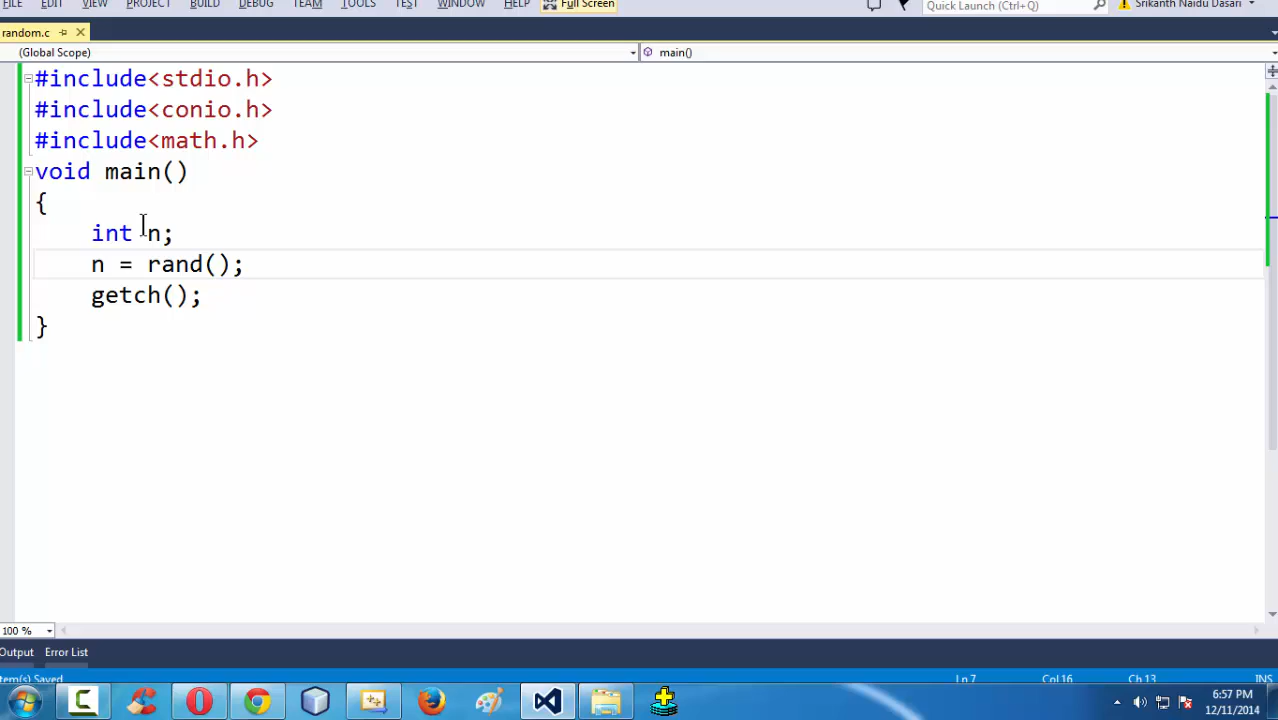 FILE EDIT VIEW PROJECT BUILD DEBUG TEAM TOOLS TEST WINDOW HELP Full Screen Quick Launch (Ctrl+Q) Srikanth Naidu Dasari
random.c
(Global Scope) main()
#include<stdio.h>
#include<conio.h>
#include<math.h>
void main()
{
int n;
n = rand();
getch();
}
100 %
Output Error List
tem(s) Saved Ln 7 Col 16 Ch 13 INS
6:57 PM
12/11/2014